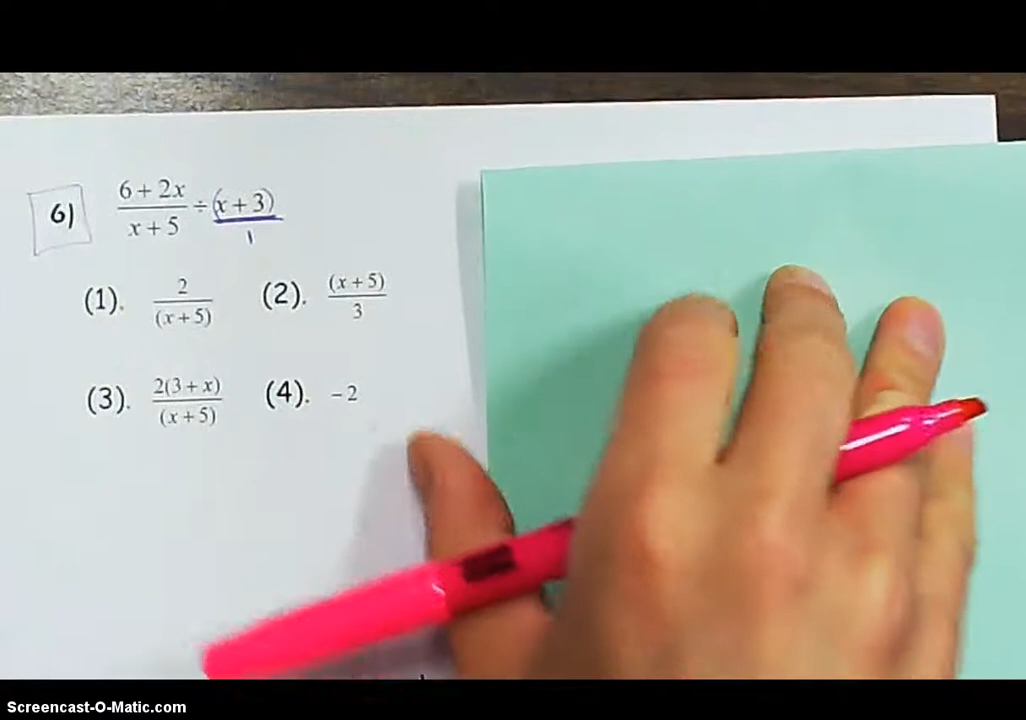 6) (6 + 2x)/(x + 5) ÷ (x + 3)/1
(1). 2/(x + 5) (2). (x + 5)/3
(3). 2(3 + x)/(x + 5) (4). - 2
Screencast-O-Matic.com